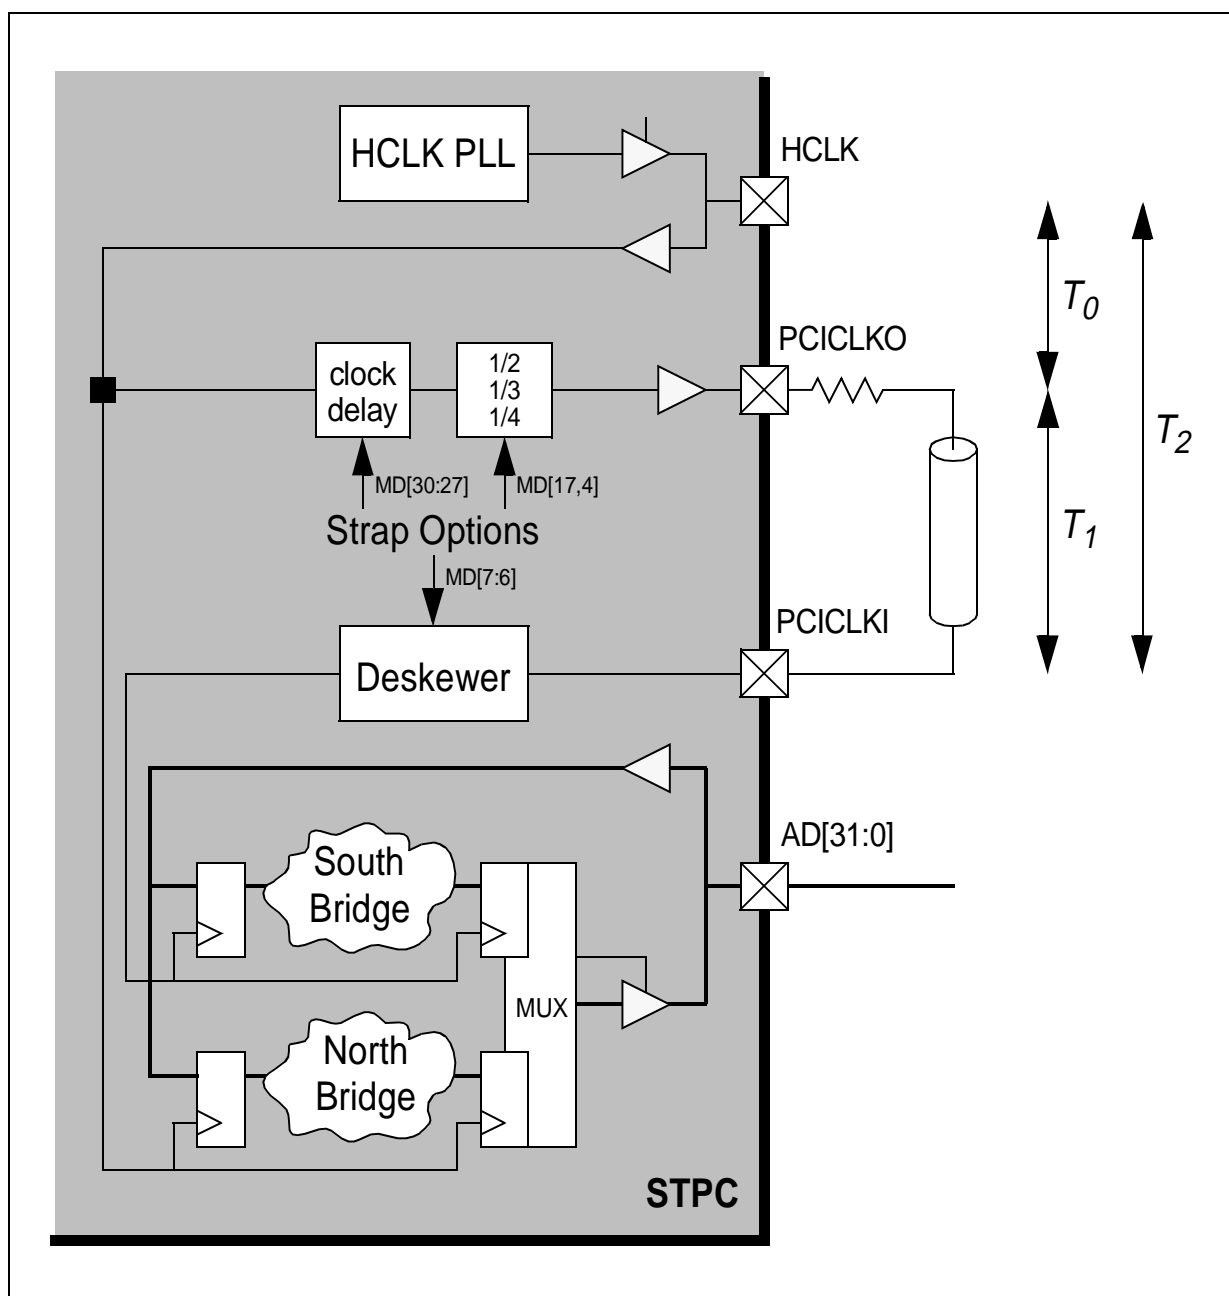 HCLK PLL
HCLK
T0
PCICLKO
clock
delay
1/2
1/3
1/4
T2
MD[30:27]
MD[17,4]
Strap Options
T1
MD[7:6]
PCICLKI
Deskewer
AD[31:0]
South
Bridge
MUX
North
Bridge
STPC